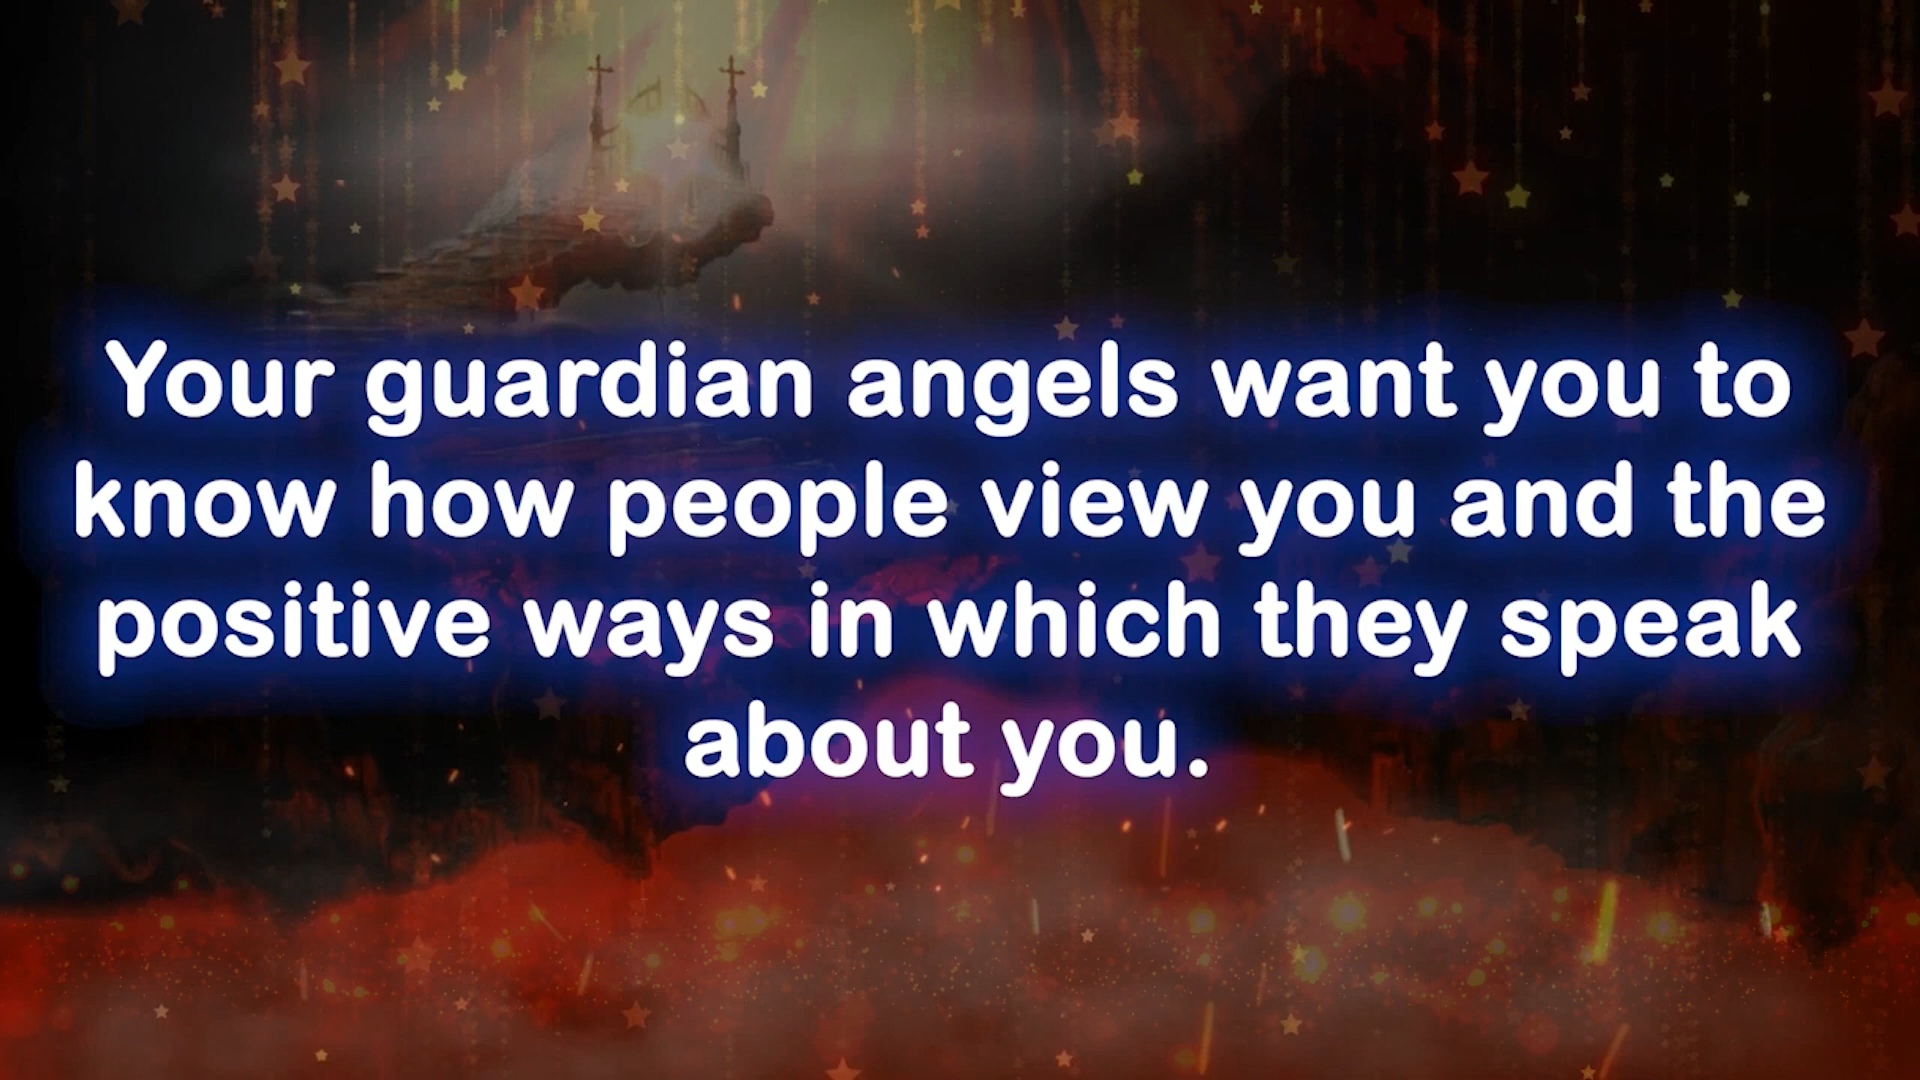 Your guardian angels want you to
know how people view you and the
positive ways in which they speak
about you.